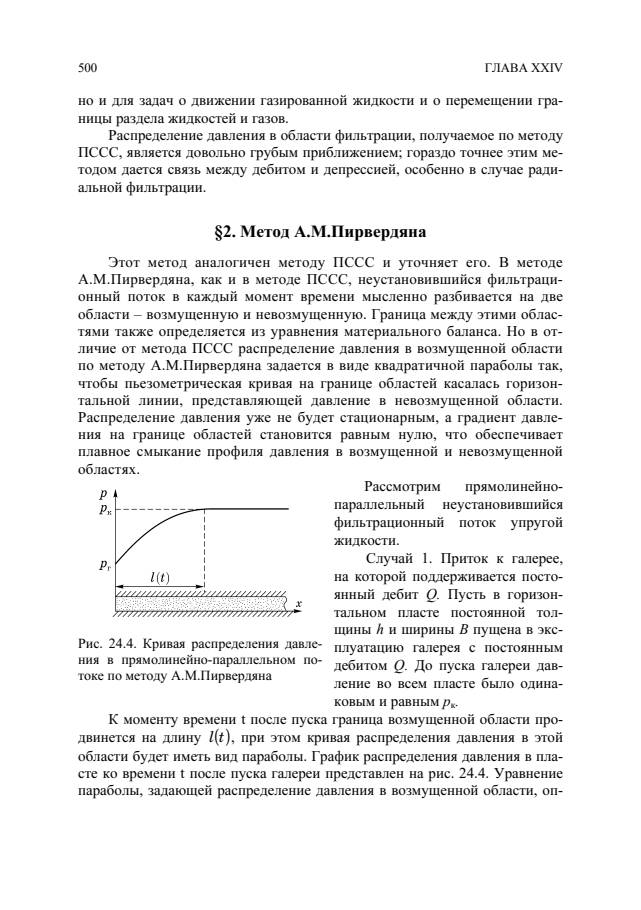 500
ГЛАВА XXIV
но и для задач о движении газированной жидкости и о перемещении гра-
ницы раздела жидкостей и газов.
Распределение давления в области фильтрации, получаемое по методу
ПССС, является довольно грубым приближением; гораздо точнее этим ме-
тодом дается связь между дебитом и депрессией, особенно в случае ради-
альной фильтрации.
§2. Метод А.М.Пирвердяна
Этот метод аналогичен методу ПССС и уточняет его. В методе
А.М.Пирвердяна, как и в методе ПССС, неустановившийся фильтраци-
онный поток в каждый момент времени мысленно разбивается на две
области – возмущенную и невозмущенную. Граница между этими облас-
тями также определяется из уравнения материального баланса. Но в от-
личие от метода ПССС распределение давления в возмущенной области
по методу А.М.Пирвердяна задается в виде квадратичной параболы так,
чтобы пьезометрическая кривая на границе областей касалась горизон-
тальной линии, представляющей давление в невозмущенной области.
Распределение давления уже не будет стационарным, а градиент давле-
ния на границе областей становится равным нулю, что обеспечивает
плавное смыкание профиля давления в возмущенной и невозмущенной
областях.
p
pк
pг
l(t)
x
Рис. 24.4. Кривая распределения давле-
ния в прямолинейно-параллельном по-
токе по методу А.М.Пирвердяна
Рассмотрим прямолинейно-
параллельный неустановившийся
фильтрационный поток упругой
жидкости.
Случай 1. Приток к галерее,
на которой поддерживается посто-
янный дебит Q. Пусть в горизон-
тальном пласте постоянной тол-
щины h и ширины B пущена в экс-
плуатацию галерея с постоянным
дебитом Q. До пуска галереи дав-
ление во всем пласте было одина-
ковым и равным pк.
К моменту времени t после пуска граница возмущенной области про-
двинется на длину l(t), при этом кривая распределения давления в этой
области будет иметь вид параболы. График распределения давления в пла-
сте ко времени t после пуска галереи представлен на рис. 24.4. Уравнение
параболы, задающей распределение давления в возмущенной области, оп-